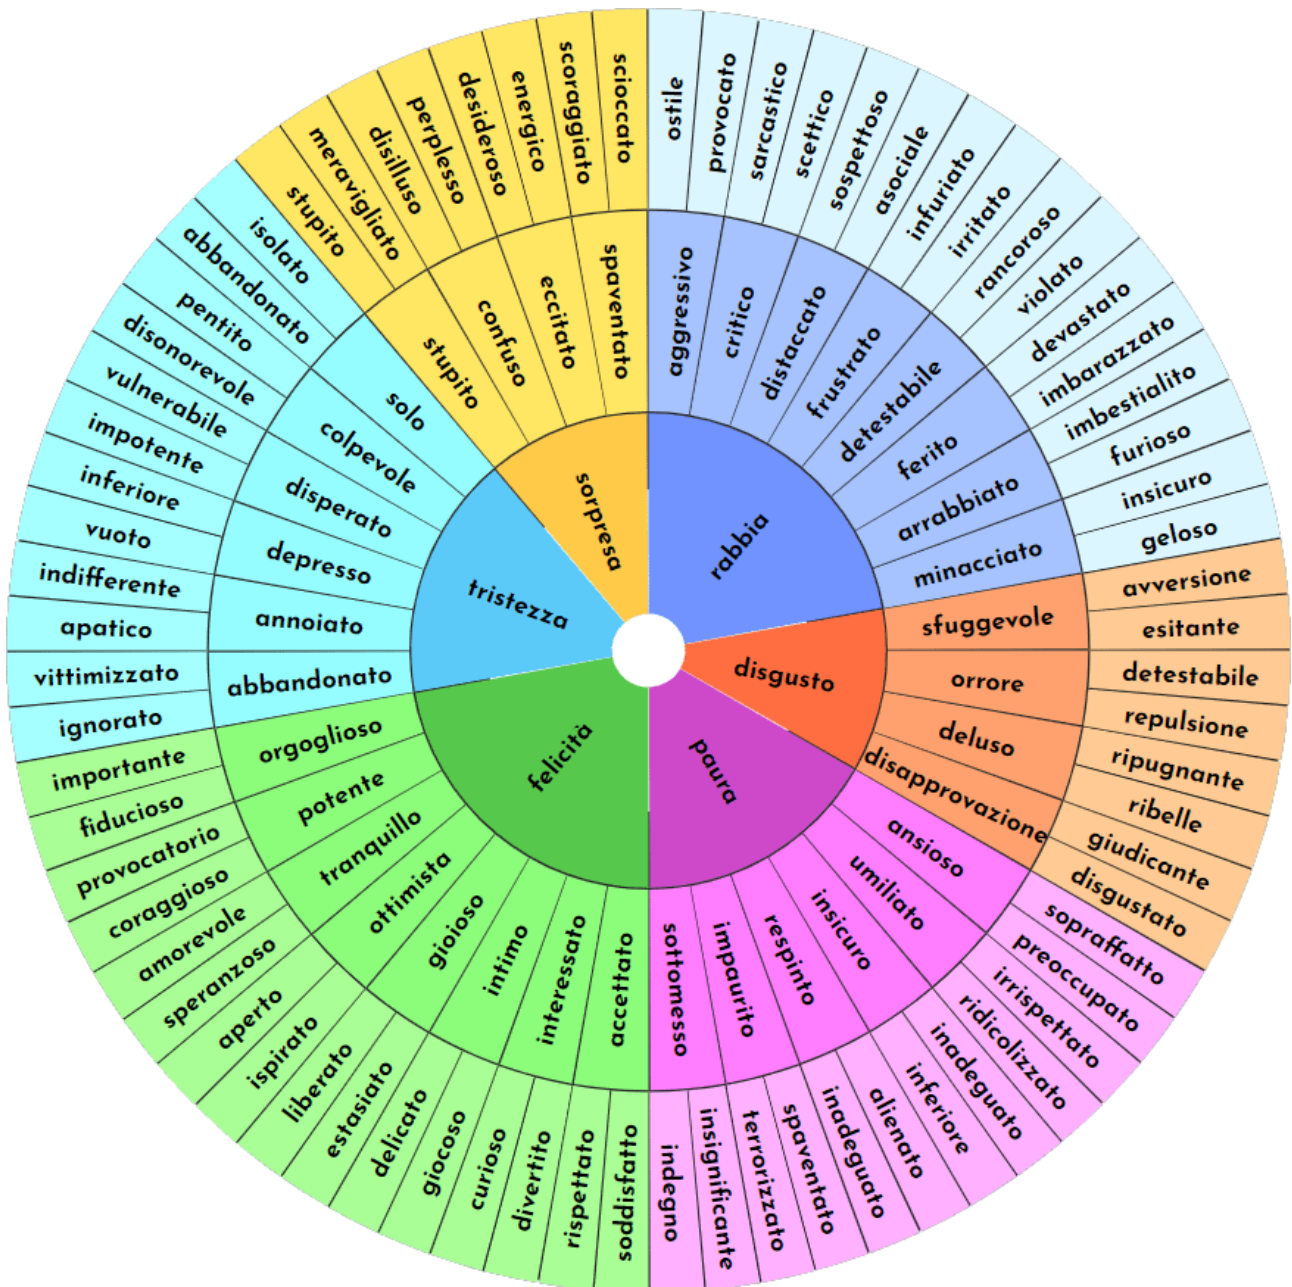 rabbia
disgusto
paura
felicità
tristezza
sorpresa
aggressivo
critico
distaccato
frustrato
detestabile
ferito
arrabbiato
minacciato
sfuggevole
orrore
deluso
disapprovazione
ansioso
umiliato
insicuro
respinto
impaurito
sottomesso
accettato
interessato
intimo
gioioso
ottimista
tranquillo
potente
orgoglioso
abbandonato
annoiato
depresso
disperato
colpevole
solo
stupito
confuso
eccitato
spaventato
ostile
provocato
sarcastico
scettico
sospettoso
asociale
infuriato
irritato
rancoroso
violato
devastato
imbarazzato
imbestialito
furioso
insicuro
geloso
avversione
esitante
detestabile
repulsione
ripugnante
ribelle
giudicante
disgustato
sopraffatto
preoccupato
irrispettato
ridicolizzato
inadeguato
inferiore
alienato
inadeguato
spaventato
terrorizzato
insignificante
indegno
soddisfatto
rispettato
divertito
curioso
giocoso
delicato
estasiato
liberato
ispirato
aperto
speranzoso
amorevole
coraggioso
provocatorio
fiducioso
importante
ignorato
vittimizzato
apatico
indifferente
vuoto
inferiore
impotente
vulnerabile
disonorevole
pentito
abbandonato
isolato
stupito
meravigliato
disilluso
perplesso
desideroso
energico
scoraggiato
scioccato